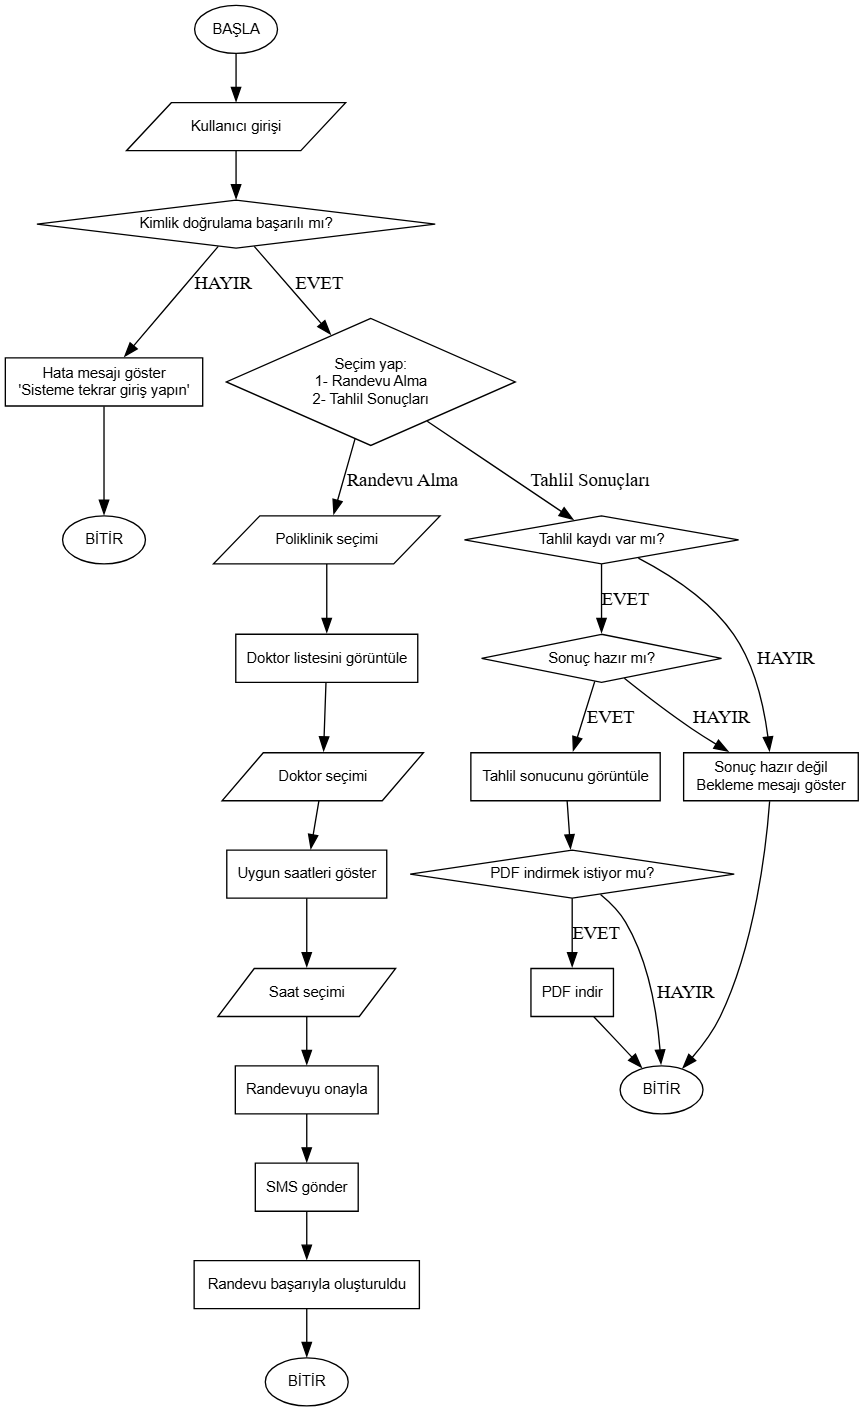 BAŞLA
Kullanıcı girişi
Kimlik doğrulama başarılı mı?
HAYIR
EVET
Hata mesajı göster
'Sisteme tekrar giriş yapın'
BİTİR
Seçim yap:
1- Randevu Alma
2- Tahlil Sonuçları
Randevu Alma
Tahlil Sonuçları
Poliklinik seçimi
Doktor listesini görüntüle
Doktor seçimi
Uygun saatleri göster
Saat seçimi
Randevuyu onayla
SMS gönder
Randevu başarıyla oluşturuldu
BİTİR
Tahlil kaydı var mı?
EVET
HAYIR
Sonuç hazır mı?
EVET
HAYIR
Tahlil sonucunu görüntüle
Sonuç hazır değil
Bekleme mesajı göster
PDF indirmek istiyor mu?
EVET
HAYIR
PDF indir
BİTİR